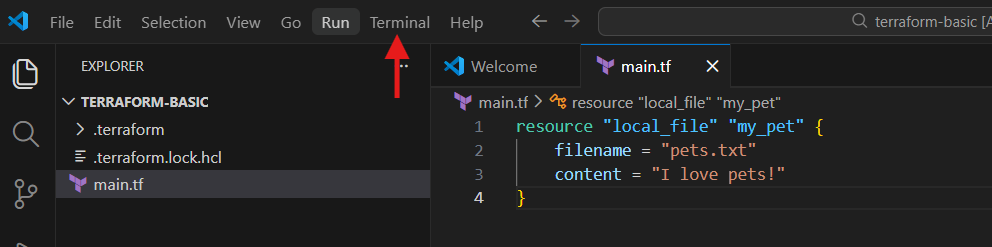 File Edit Selection View Go Run Terminal Help terraform-basic [A
EXPLORER
TERRAFORM-BASIC
.terraform
.terraform.lock.hcl
main.tf
Welcome main.tf
main.tf > resource "local_file" "my_pet"
1 resource "local_file" "my_pet" {
2 filename = "pets.txt"
3 content = "I love pets!"
4 }